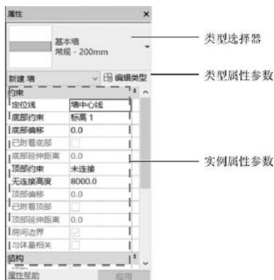 属性
基本墙
常规 - 200mm
类型选择器
新建 墙
编辑类型
类型属性参数
约束
定位线 墙中心线
底部约束 标高 1
底部偏移 0.0
已附着底部
底部延伸距离 0.0
实例属性参数
顶部约束 未连接
无连接高度 8000.0
顶部偏移 0.0
已附着顶部
顶部延伸距离 0.0
房间边界
与体量相关
结构
属性帮助 应用